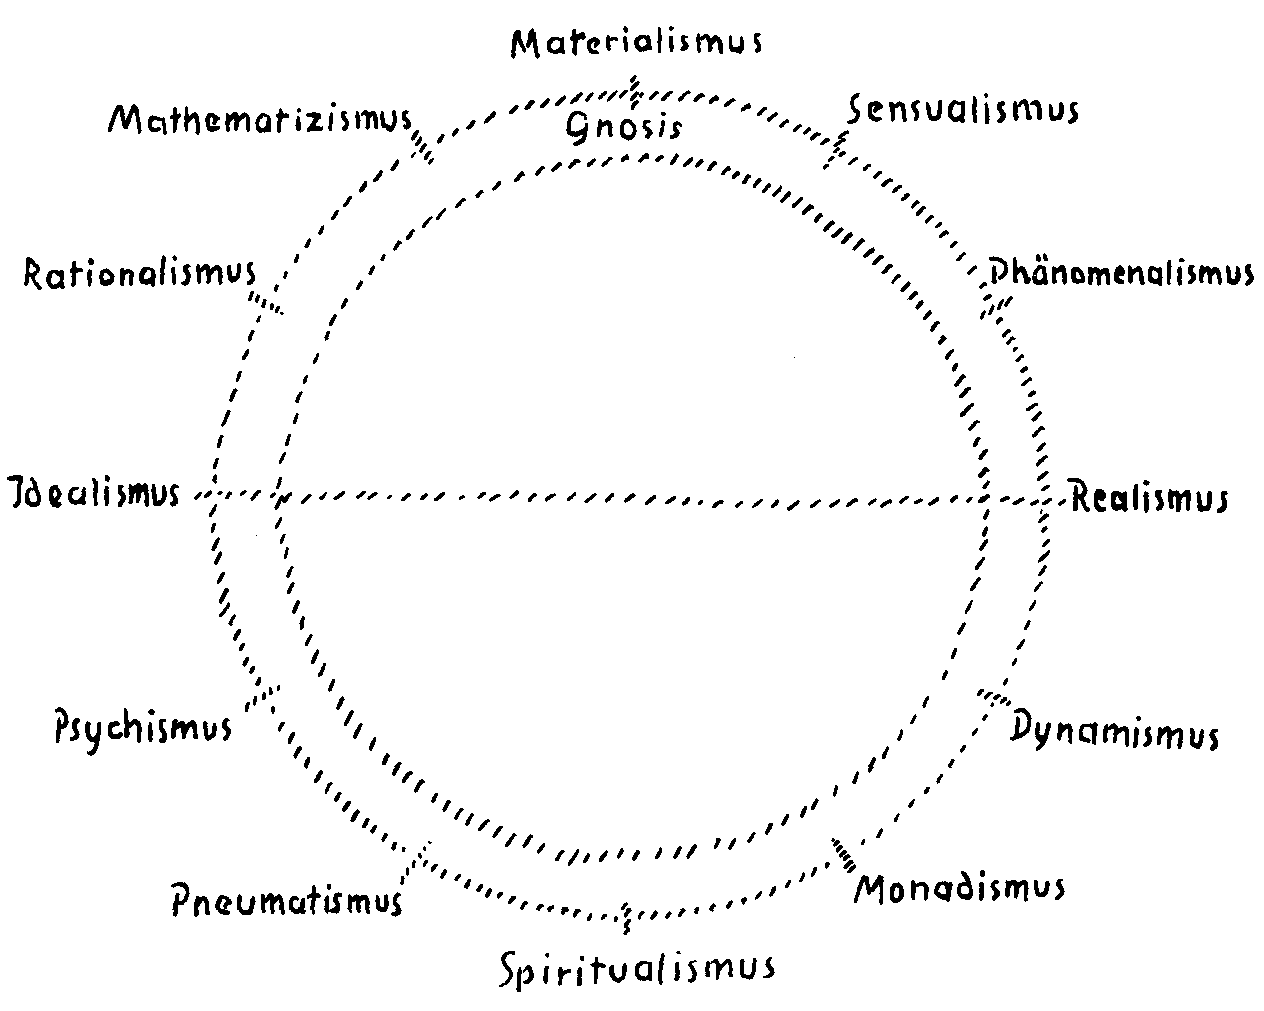 Materialismus
Mathematizismus
Sensualismus
Gnosis
Rationalismus
Phänomenalismus
Idealismus
Realismus
Psychismus
Dynamismus
Pneumatismus
Monadismus
Spiritualismus